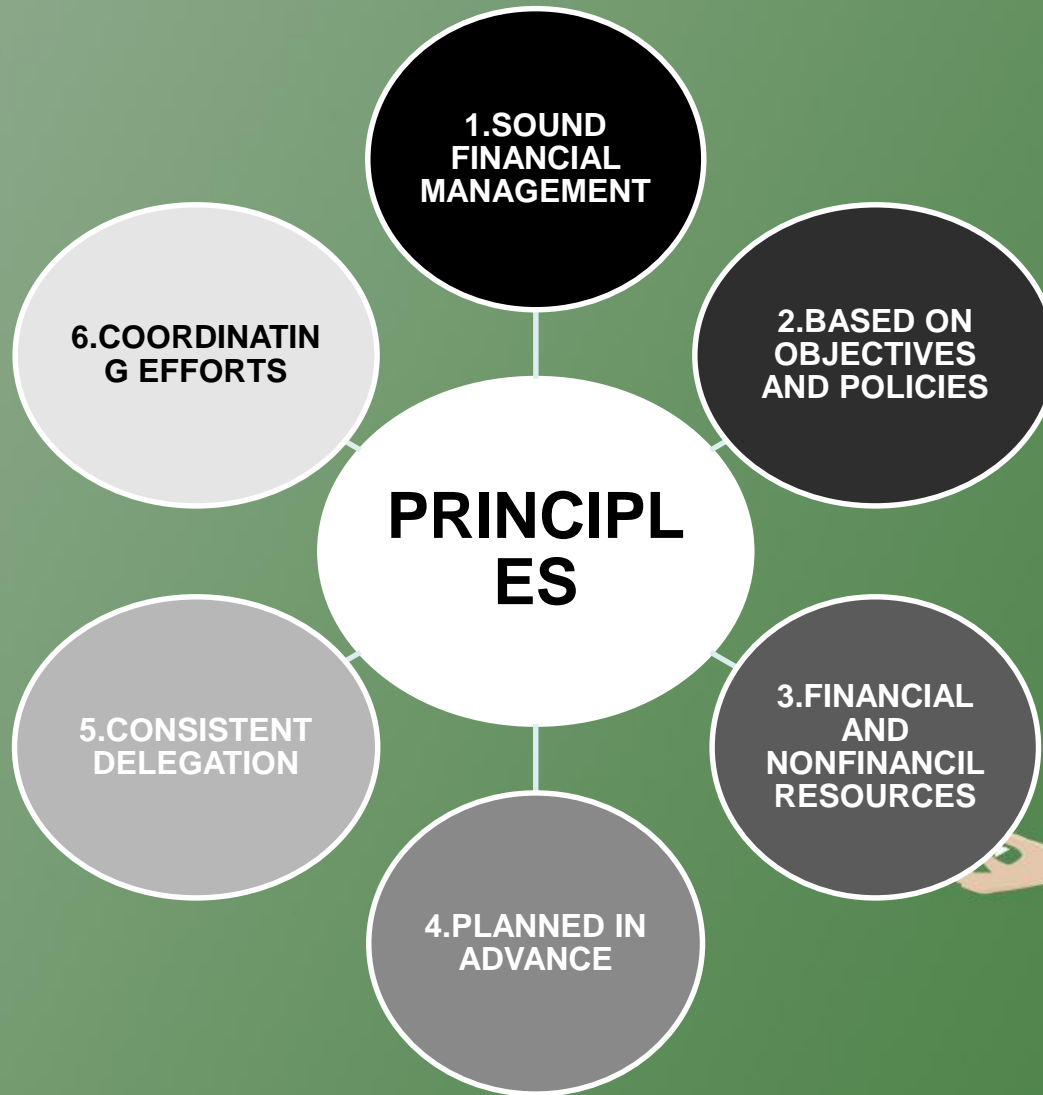 1.SOUND
FINANCIAL
MANAGEMENT
2.BASED ON
OBJECTIVES
AND POLICIES
3.FINANCIAL
AND
NONFINANCIL
RESOURCES
4.PLANNED IN
ADVANCE
5.CONSISTENT
DELEGATION
6.COORDINATIN
G EFFORTS
PRINCIPL
ES